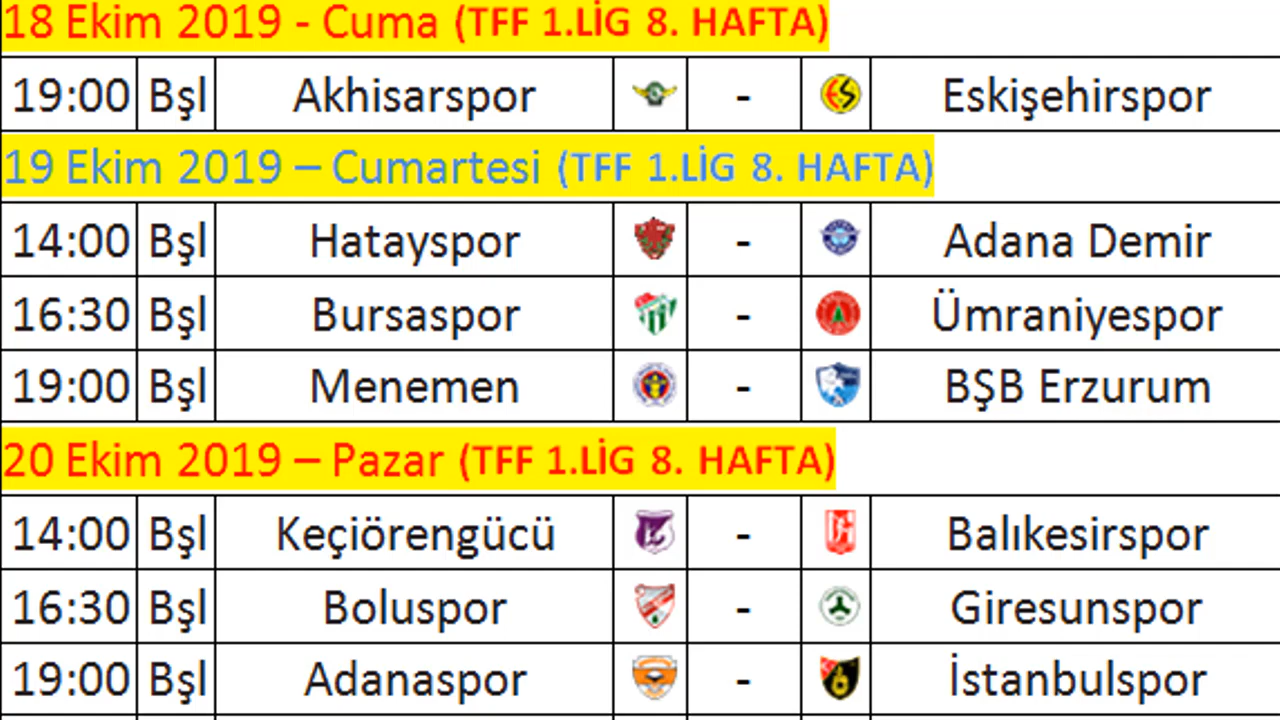 18 Ekim 2019 - Cuma (TFF 1.LİG 8. HAFTA)
19:00 Bşl Akhisarspor - Eskişehirspor
19 Ekim 2019 – Cumartesi (TFF 1.LİG 8. HAFTA)
14:00 Bşl Hatayspor - Adana Demir
16:30 Bşl Bursaspor - Ümraniyespor
19:00 Bşl Menemen - BŞB Erzurum
20 Ekim 2019 – Pazar (TFF 1.LİG 8. HAFTA)
14:00 Bşl Keçiörengücü - Balıkesirspor
16:30 Bşl Boluspor - Giresunspor
19:00 Bşl Adanaspor - İstanbulspor